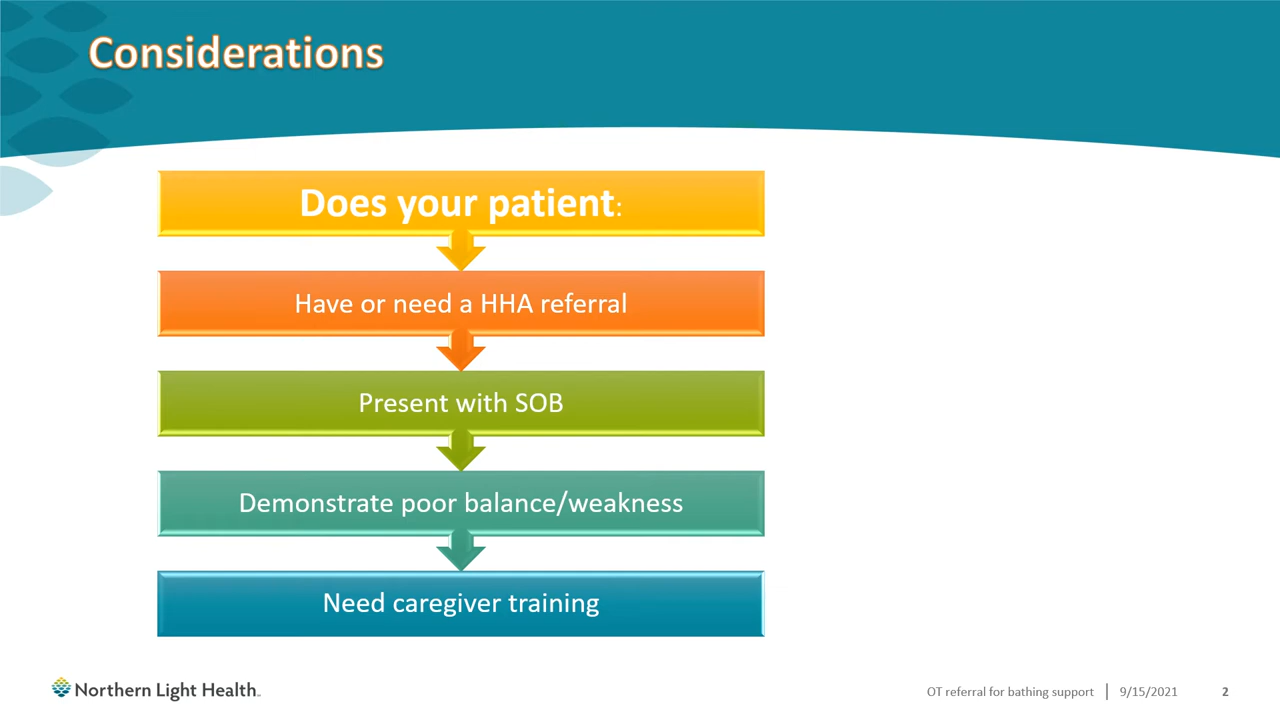 Considerations
Does your patient:
Have or need a HHA referral
Present with SOB
Demonstrate poor balance/weakness
Need caregiver training
Northern Light Health
OT referral for bathing support | 9/15/2021 2